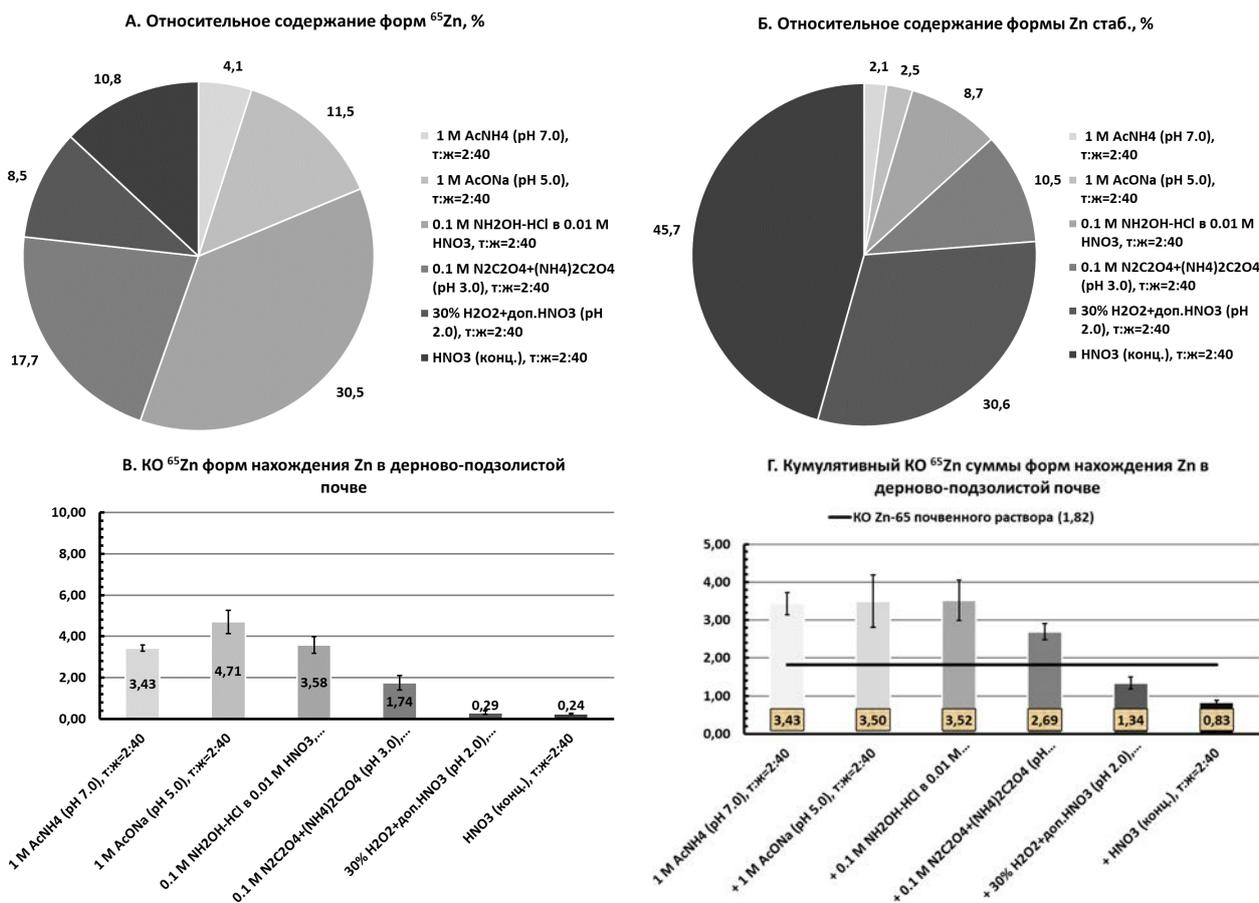 А. Относительное содержание форм ⁶⁵Zn, %
4,1
11,5
30,5
17,7
8,5
10,8
1 M AcNH4 (pH 7.0),
т:ж=2:40
1 M AcONa (pH 5.0),
т:ж=2:40
0.1 M NH2OH-HCl в 0.01 M
HNO3, т:ж=2:40
0.1 M N2C2O4+(NH4)2C2O4
(pH 3.0), т:ж=2:40
30% H2O2+доп.HNO3 (pH
2.0), т:ж=2:40
HNO3 (конц.), т:ж=2:40
Б. Относительное содержание формы Zn стаб., %
2,1
2,5
8,7
10,5
30,6
45,7
1 M AcNH4 (pH 7.0),
т:ж=2:40
1 M AcONa (pH 5.0),
т:ж=2:40
0.1 M NH2OH-HCl в 0.01 M
HNO3, т:ж=2:40
0.1 M N2C2O4+(NH4)2C2O4
(pH 3.0), т:ж=2:40
30% H2O2+доп.HNO3 (pH
2.0), т:ж=2:40
HNO3 (конц.), т:ж=2:40
В. КО ⁶⁵Zn форм нахождения Zn в дерново-подзолистой
почве
10,00
8,00
6,00
4,00
2,00
0,00
3,43
4,71
3,58
1,74
0,29
0,24
1 M AcNH4 (pH 7.0), т:ж=2:40
1 M AcONa (pH 5.0), т:ж=2:40
0.1 M NH2OH-HCl в 0.01 M HNO3,...
0.1 M N2C2O4+(NH4)2C2O4 (pH 3.0),...
30% H2O2+доп.HNO3 (pH 2.0),...
HNO3 (конц.), т:ж=2:40
Г. Кумулятивный КО ⁶⁵Zn суммы форм нахождения Zn в
дерново-подзолистой почве
КО Zn-65 почвенного раствора (1,82)
5,00
4,00
3,00
2,00
1,00
0,00
3,43
3,50
3,52
2,69
1,34
0,83
1 M AcNH4 (pH 7.0), т:ж=2:40
+ 1 M AcONa (pH 5.0), т:ж=2:40
+ 0.1 M NH2OH-HCl в 0.01 M...
+ 0.1 M N2C2O4+(NH4)2C2O4 (pH...
+ 30% H2O2+доп.HNO3 (pH 2.0),...
+ HNO3 (конц.), т:ж=2:40